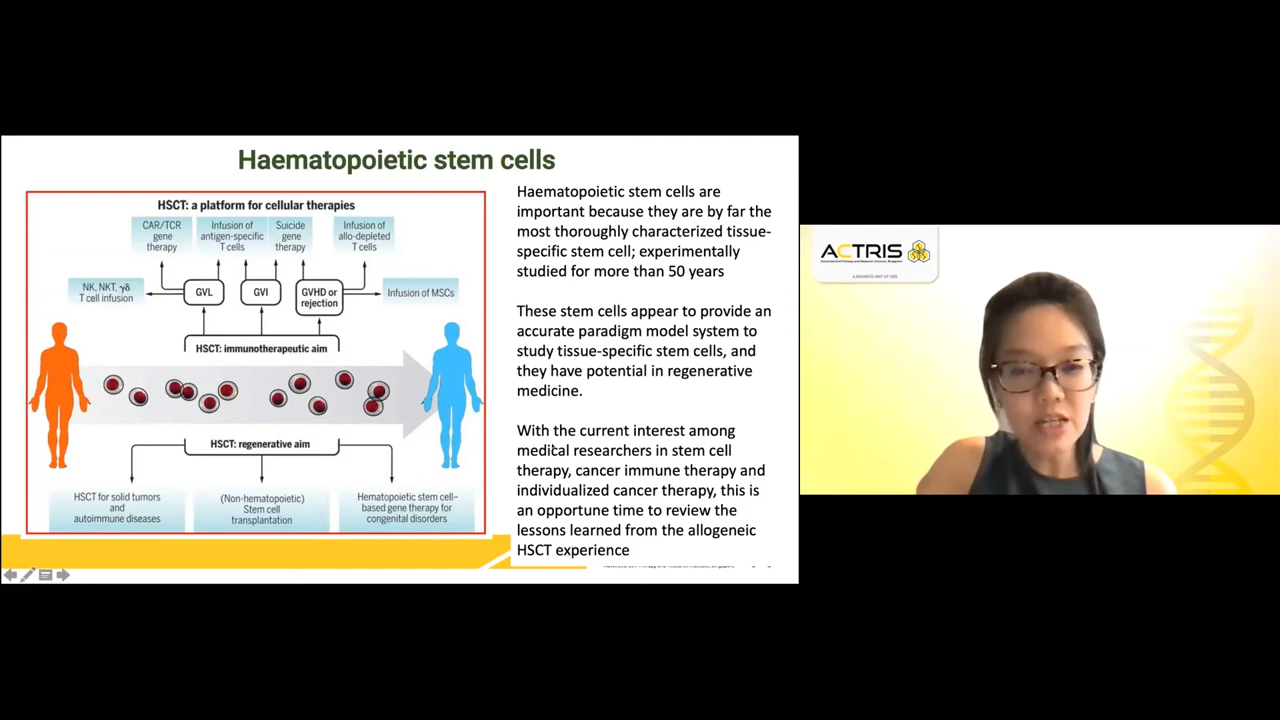 Haematopoietic stem cells
HSCT: a platform for cellular therapies
CAR/TCR
gene
therapy
Infusion of
antigen-specific
T cells
Suicide
gene
therapy
Infusion of
allo-depleted
T cells
NK, NKT, γδ
T cell infusion
GVL
GVI
GVHD or
rejection
Infusion of MSCs
HSCT: immunotherapeutic aim
HSCT: regenerative aim
HSCT for solid tumors
and
autoimmune diseases
(Non-hematopoietic)
Stem cell
transplantation
Hematopoietic stem cell–
based gene therapy for
congenital disorders
Haematopoietic stem cells are
important because they are by far the
most thoroughly characterized tissue-
specific stem cell; experimentally
studied for more than 50 years
These stem cells appear to provide an
accurate paradigm model system to
study tissue-specific stem cells, and
they have potential in regenerative
medicine.
With the current interest among
medical researchers in stem cell
therapy, cancer immune therapy and
individualized cancer therapy, this is
an opportune time to review the
lessons learned from the allogeneic
HSCT experience
ACTRIS
Advanced Cell Therapy and Research Institute, Singapore